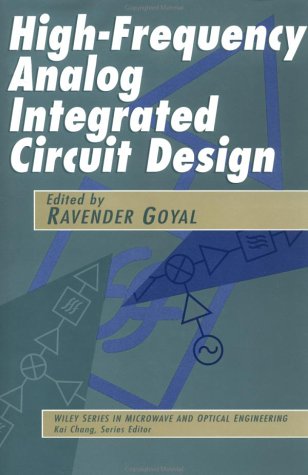 High-Frequency
Analog
Integrated
Circuit Design
Edited by
RAVENDER GOYAL
WILEY SERIES IN MICROWAVE AND OPTICAL ENGINEERING
Kai Chang, Series Editor